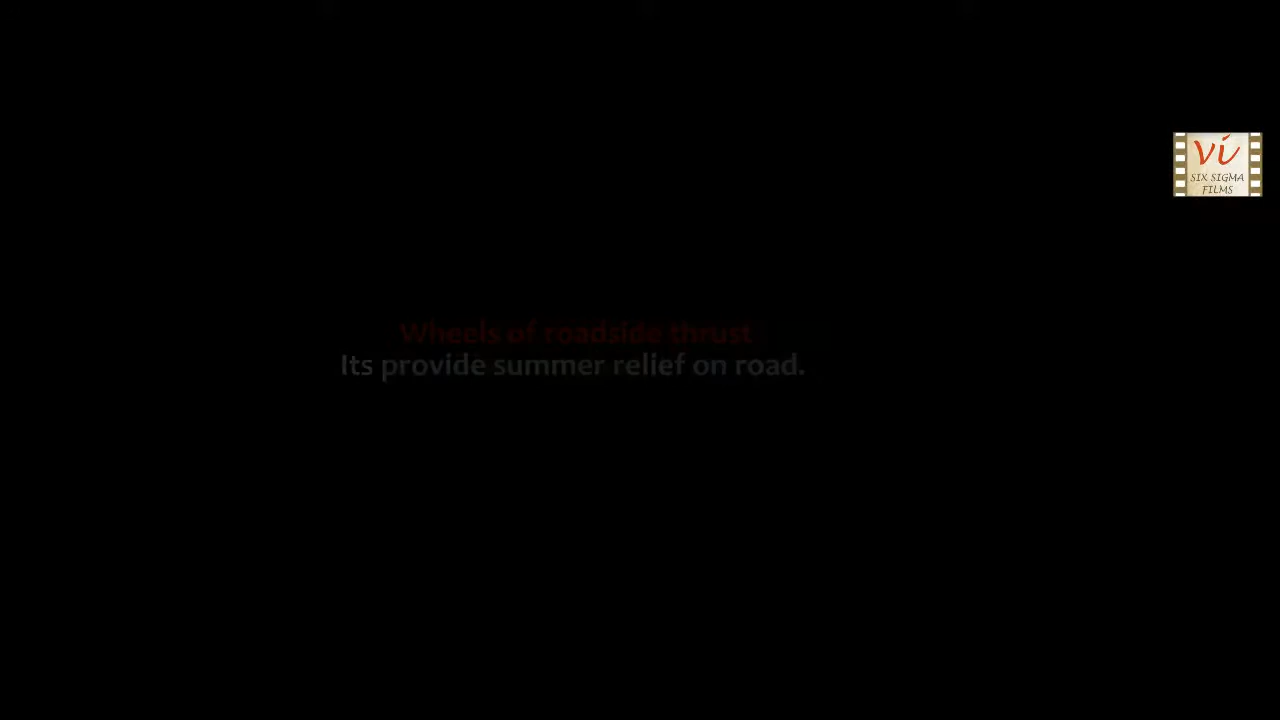 vi
SIX SIGMA
FILMS
Wheels of roadside thrust
Its provide summer relief on road.